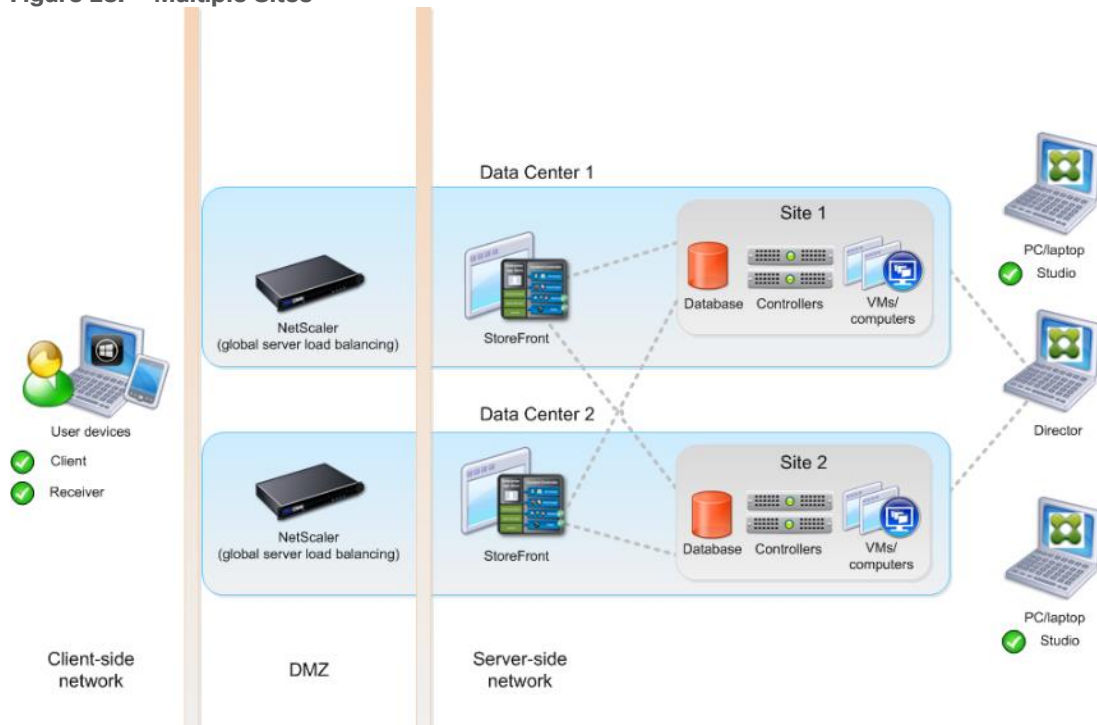 Data Center 1
Site 1
Database
Controllers
VMs/
computers
NetScaler
(global server load balancing)
StoreFront
PC/laptop
Studio
User devices
Client
Receiver
Director
Data Center 2
Site 2
Database
Controllers
VMs/
computers
NetScaler
(global server load balancing)
StoreFront
PC/laptop
Studio
Client-side
network
DMZ
Server-side
network